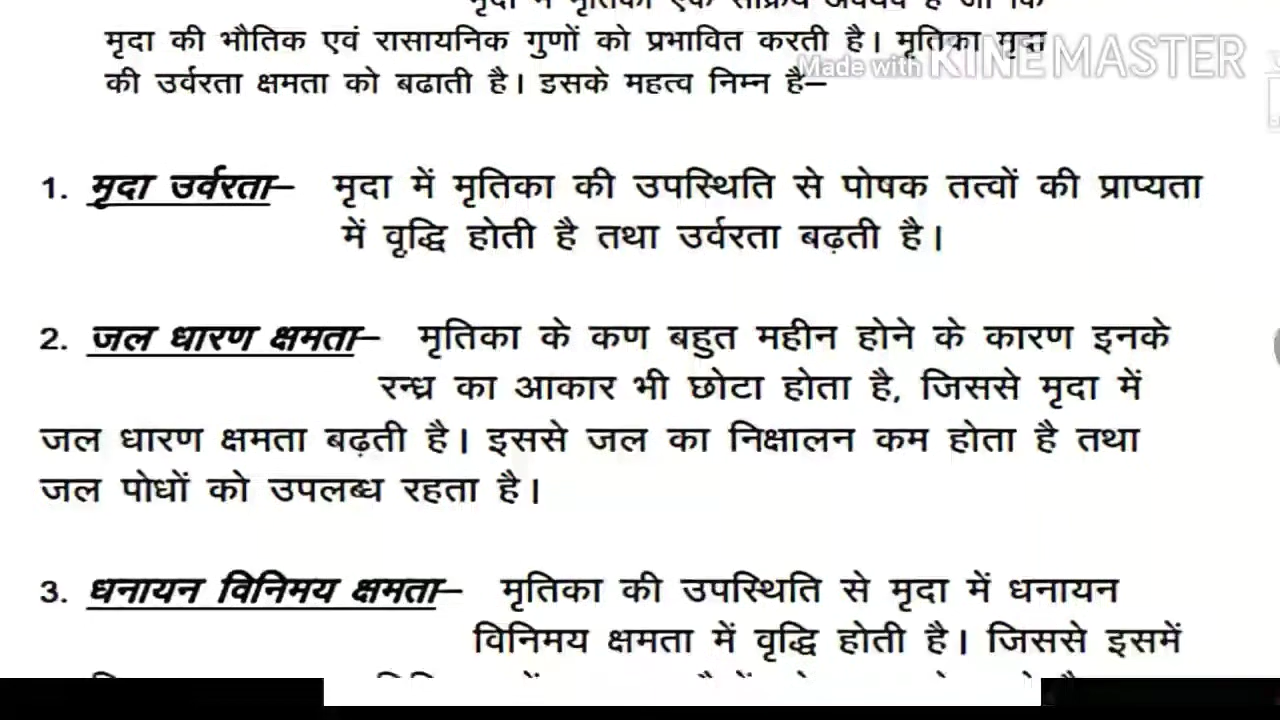 मृदा में मृतिका एक सक्रिय अवयव है जो कि
मृदा की भौतिक एवं रासायनिक गुणों को प्रभावित करती है। मृतिका मृदा
Made with KINEMASTER
की उर्वरता क्षमता को बढाती है। इसके महत्व निम्न है–
1. मृदा उर्वरता– मृदा में मृतिका की उपस्थिति से पोषक तत्वों की प्राप्यता
में वृद्धि होती है तथा उर्वरता बढ़ती है।
2. जल धारण क्षमता– मृतिका के कण बहुत महीन होने के कारण इनके
रन्ध्र का आकार भी छोटा होता है, जिससे मृदा में
जल धारण क्षमता बढ़ती है। इससे जल का निक्षालन कम होता है तथा
जल पोधों को उपलब्ध रहता है।
3. धनायन विनिमय क्षमता– मृतिका की उपस्थिति से मृदा में धनायन
विनिमय क्षमता में वृद्धि होती है। जिससे इसमें